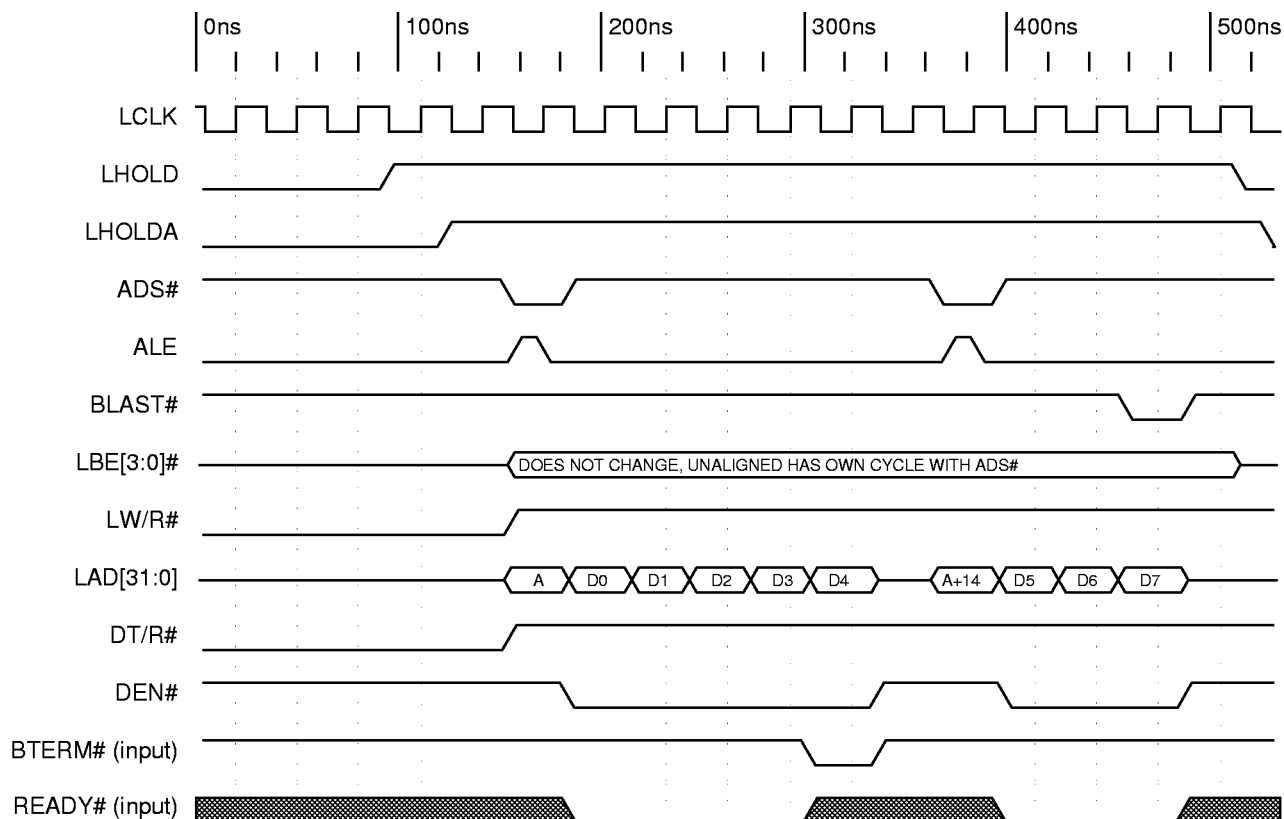 0ns 100ns 200ns 300ns 400ns 500ns
LCLK
LHOLD
LHOLDA
ADS#
ALE
BLAST#
LBE[3:0]# DOES NOT CHANGE, UNALIGNED HAS OWN CYCLE WITH ADS#
LW/R#
LAD[31:0] A D0 D1 D2 D3 D4 A+14 D5 D6 D7
DT/R#
DEN#
BTERM# (input)
READY# (input)